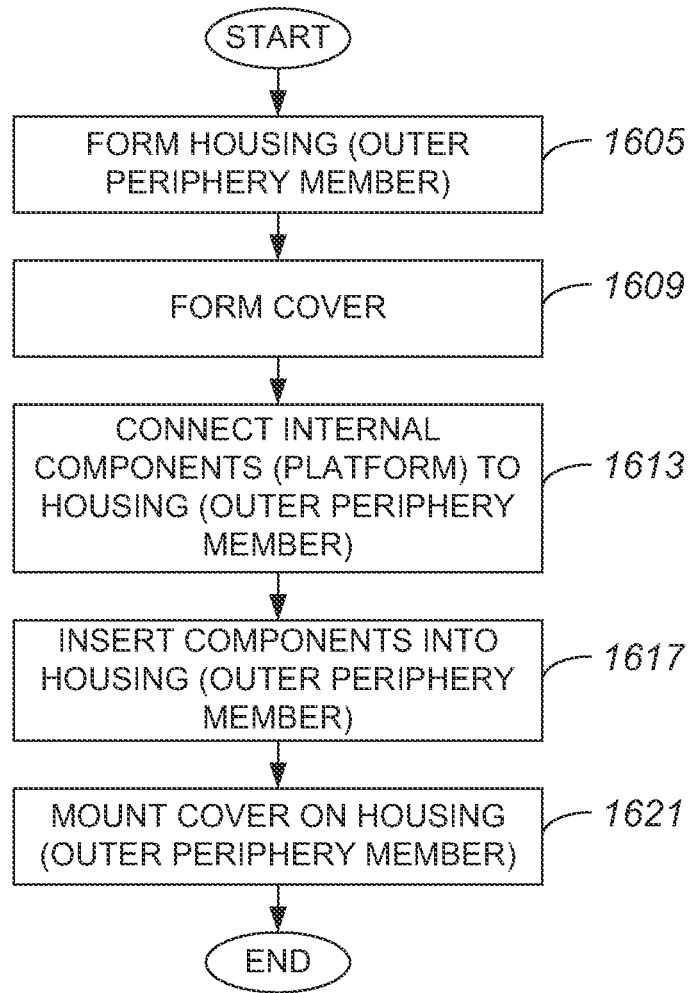 START
FORM HOUSING (OUTER
PERIPHERY MEMBER)
1605
FORM COVER
1609
CONNECT INTERNAL
COMPONENTS (PLATFORM) TO
HOUSING (OUTER PERIPHERY
MEMBER)
1613
INSERT COMPONENTS INTO
HOUSING (OUTER PERIPHERY
MEMBER)
1617
MOUNT COVER ON HOUSING
(OUTER PERIPHERY MEMBER)
1621
END